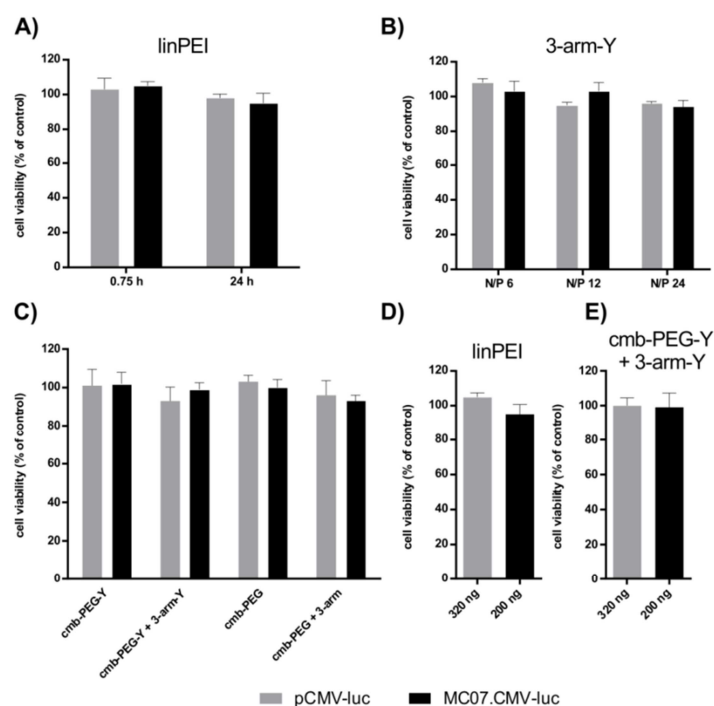 A)
linPEI
cell viability (% of control)
120
100
80
60
40
20
0
0.75 h
24 h
B)
3-arm-Y
cell viability (% of control)
120
100
80
60
40
20
0
N/P 6
N/P 12
N/P 24
C)
cell viability (% of control)
120
100
80
60
40
20
0
cmb-PEG-Y
cmb-PEG-Y + 3-arm-Y
cmb-PEG
cmb-PEG + 3-arm
D)
linPEI
cell viability (% of control)
120
100
80
60
40
20
0
320 ng
200 ng
E)
cmb-PEG-Y
+ 3-arm-Y
cell viability (% of control)
120
100
80
60
40
20
0
320 ng
200 ng
pCMV-luc
MC07.CMV-luc